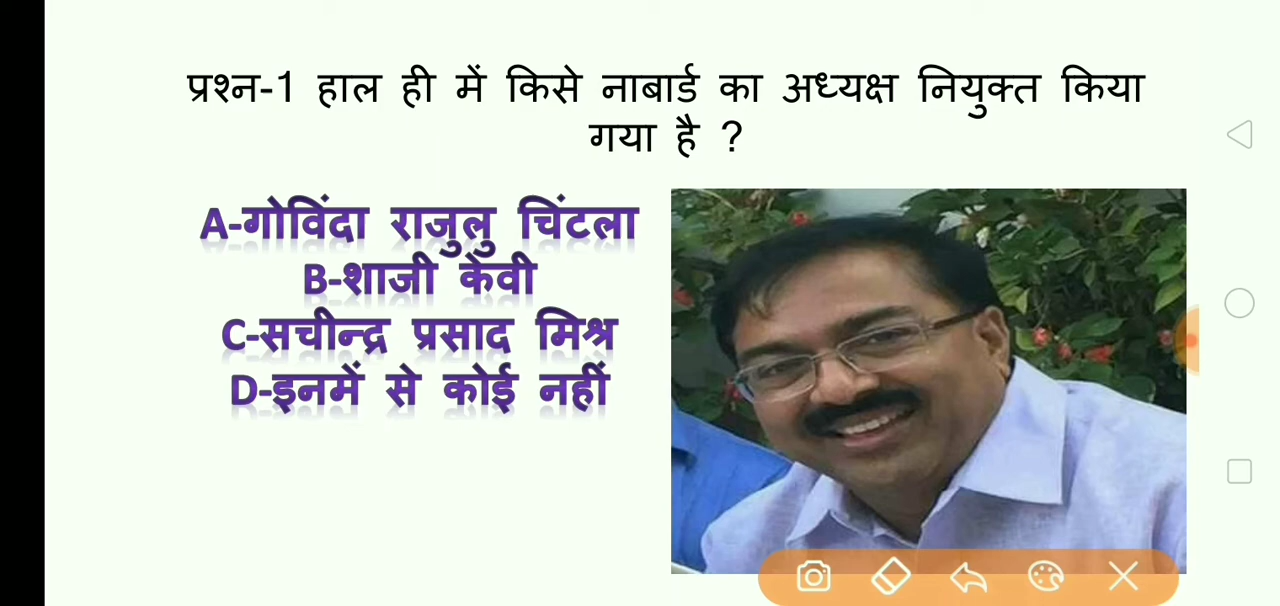 प्रश्न-1 हाल ही में किसे नाबार्ड का अध्यक्ष नियुक्त किया
गया है ?
A-गोविंदा राजुलु चिंटला
B-शाजी केवी
C-सचीन्द्र प्रसाद मिश्र
D-इनमें से कोई नहीं